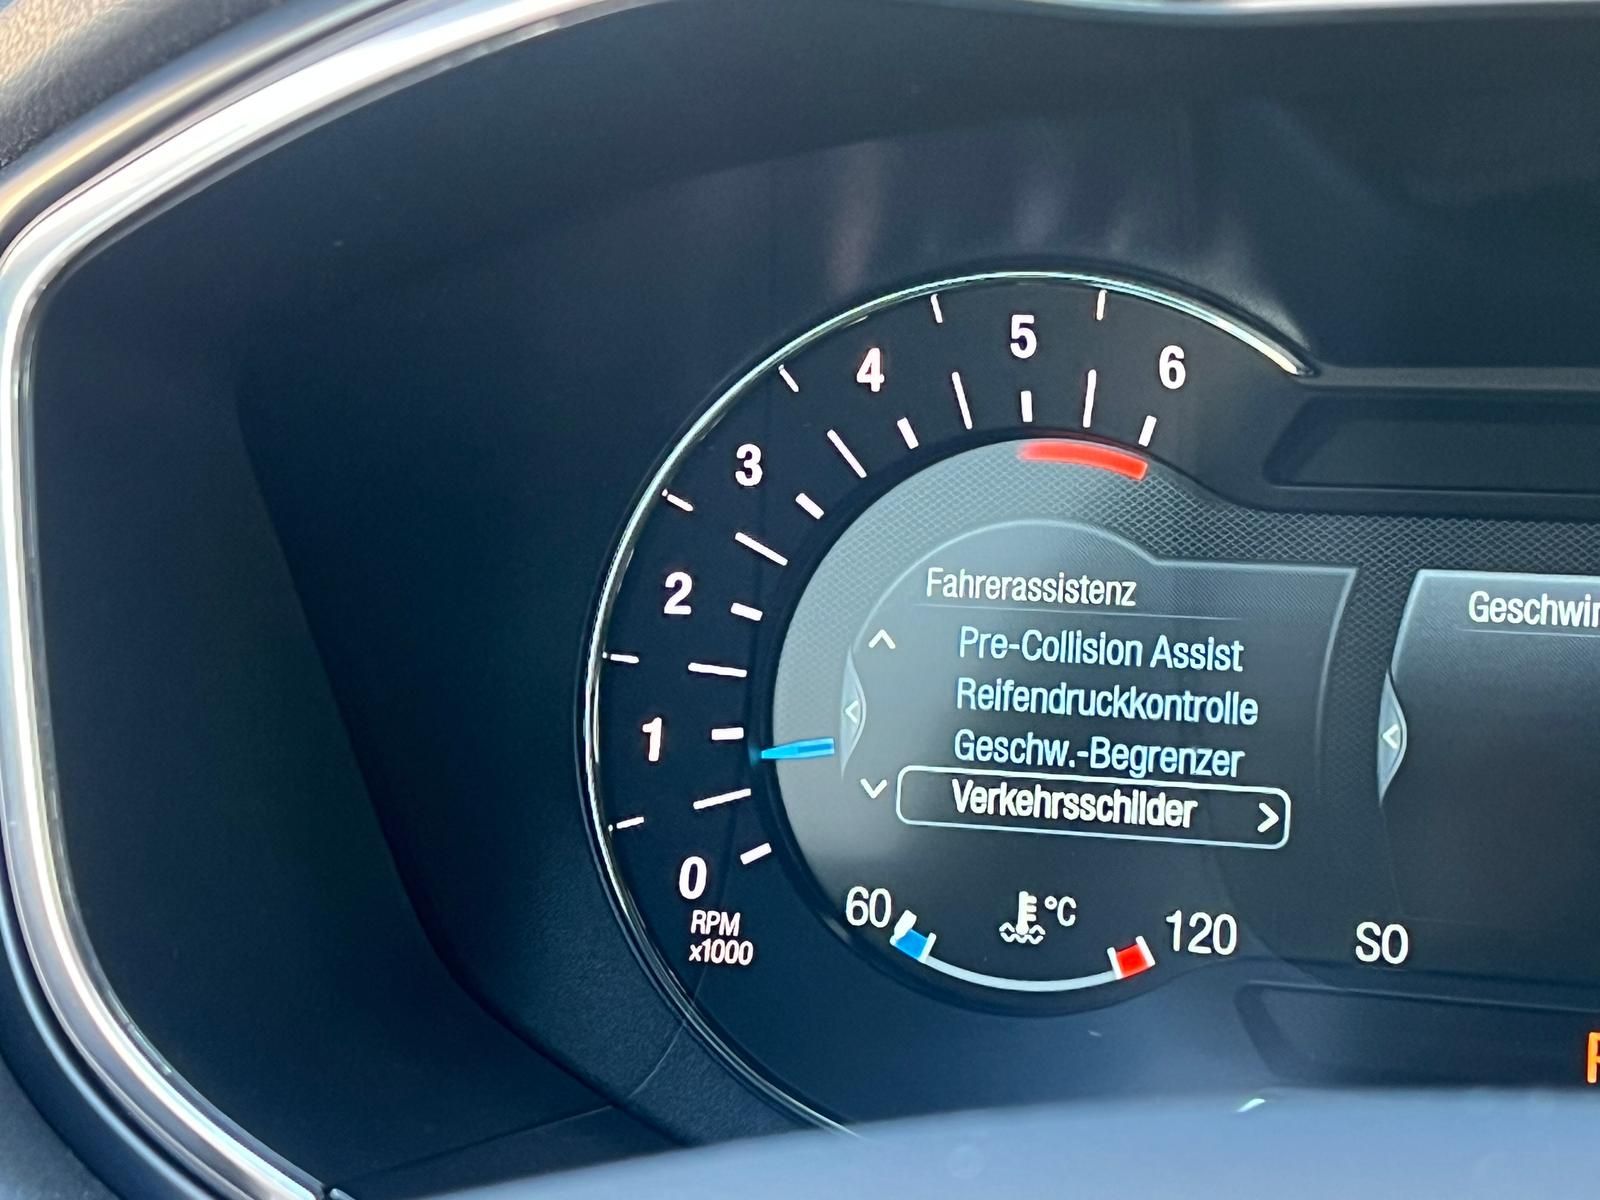 5
4
6
3
2
1
0
RPM
x1000
Fahrerassistenz
Pre-Collision Assist
Reifendruckkontrolle
Geschw.-Begrenzer
Verkehrsschilder >
60
°C
120
SO